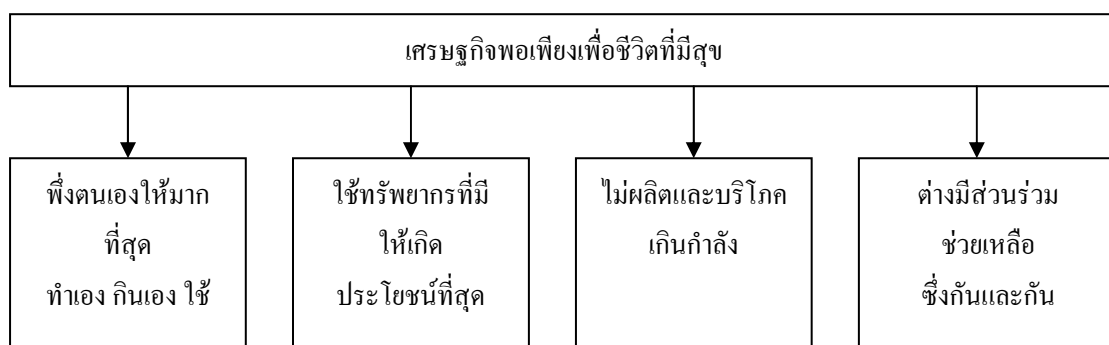 เศรษฐกิจพอเพียงเพื่อชีวิตที่มีสุข
พึ่งตนเองให้มาก
ที่สุด
ทำเอง กินเอง ใช้
ใช้ทรัพยากรที่มี
ให้เกิด
ประโยชน์ที่สุด
ไม่ผลิตและบริโภค
เกินกำลัง
ต่างมีส่วนร่วม
ช่วยเหลือ
ซึ่งกันและกัน